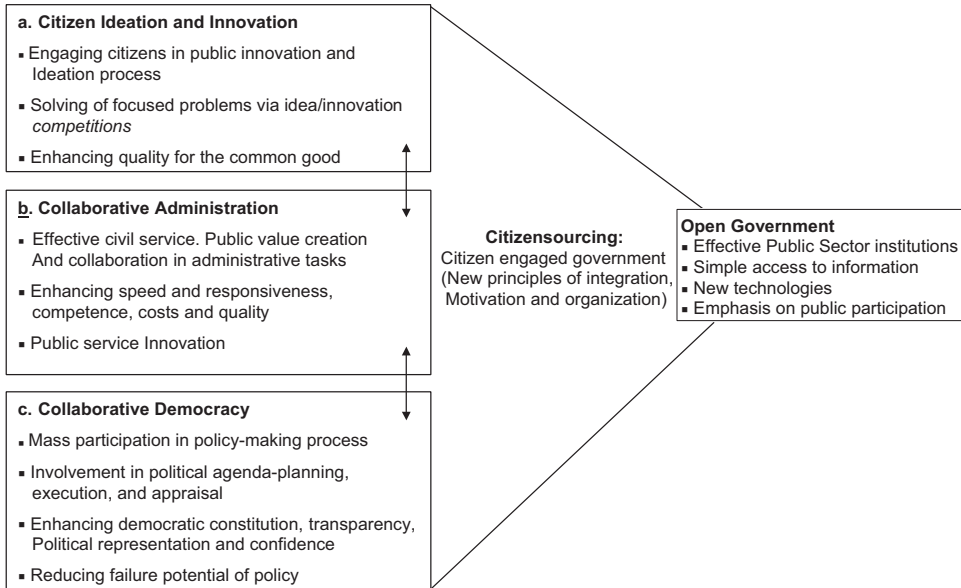 a. Citizen Ideation and Innovation
▪ Engaging citizens in public innovation and
Ideation process
▪ Solving of focused problems via idea/innovation
competitions
▪ Enhancing quality for the common good
b. Collaborative Administration
▪ Effective civil service. Public value creation
And collaboration in administrative tasks
▪ Enhancing speed and responsiveness,
competence, costs and quality
▪ Public service Innovation
c. Collaborative Democracy
▪ Mass participation in policy-making process
▪ Involvement in political agenda-planning,
execution, and appraisal
▪ Enhancing democratic constitution, transparency,
Political representation and confidence
▪ Reducing failure potential of policy
Citizensourcing:
Citizen engaged government
(New principles of integration,
Motivation and organization)
Open Government
▪ Effective Public Sector institutions
▪ Simple access to information
▪ New technologies
▪ Emphasis on public participation